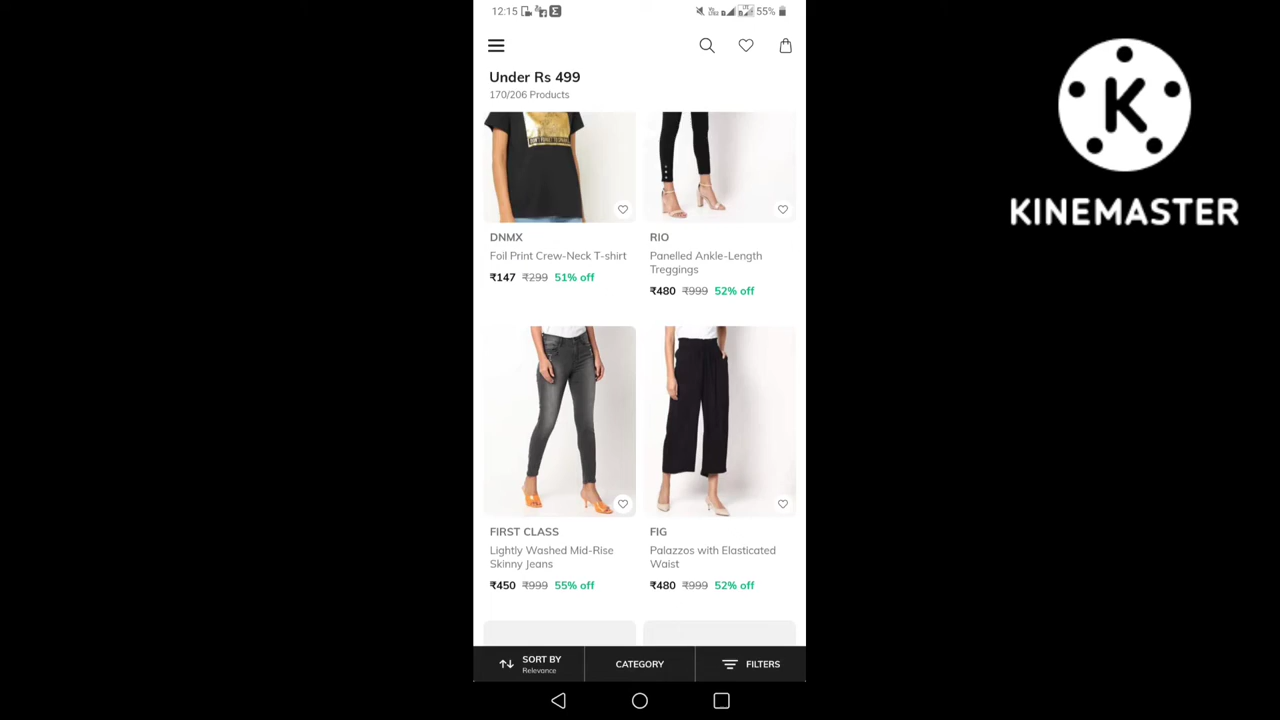 12:15
55%
KINEMASTER
Under Rs 499
170/206 Products
DNMX
Foil Print Crew-Neck T-shirt
₹147 ₹299 51% off
RIO
Panelled Ankle-Length
Treggings
₹480 ₹999 52% off
FIRST CLASS
Lightly Washed Mid-Rise
Skinny Jeans
₹450 ₹999 55% off
FIG
Palazzos with Elasticated
Waist
₹480 ₹999 52% off
SORT BY
Relevance
CATEGORY
FILTERS